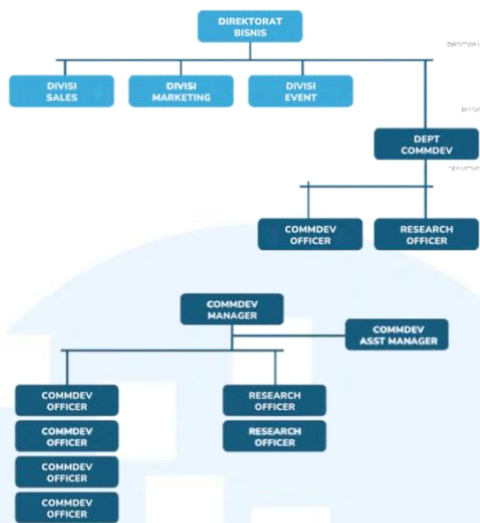 DIREKTORAT
BISNIS
DIVISI
SALES
DIVISI
MARKETING
DIVISI
EVENT
DEPT
COMMDEV
COMMDEV
OFFICER
RESEARCH
OFFICER
COMMDEV
MANAGER
COMMDEV
ASST MANAGER
COMMDEV
OFFICER
RESEARCH
OFFICER
COMMDEV
OFFICER
RESEARCH
OFFICER
COMMDEV
OFFICER
COMMDEV
OFFICER